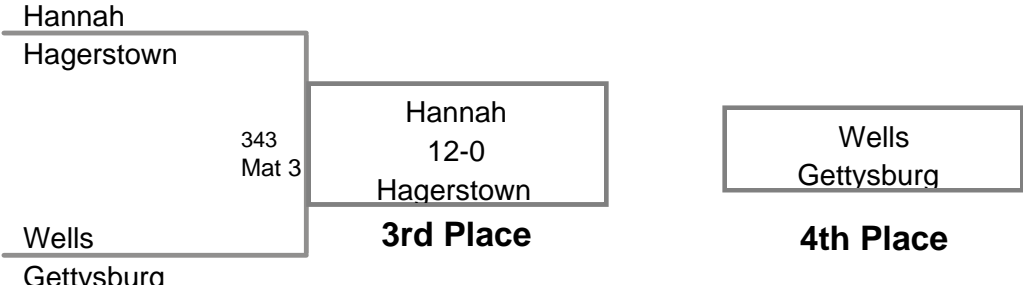 Hannah
Hagerstown
343
Mat 3
Hannah
12-0
Hagerstown
3rd Place
Wells
Gettysburg
4th Place
Wells
Gettysburg